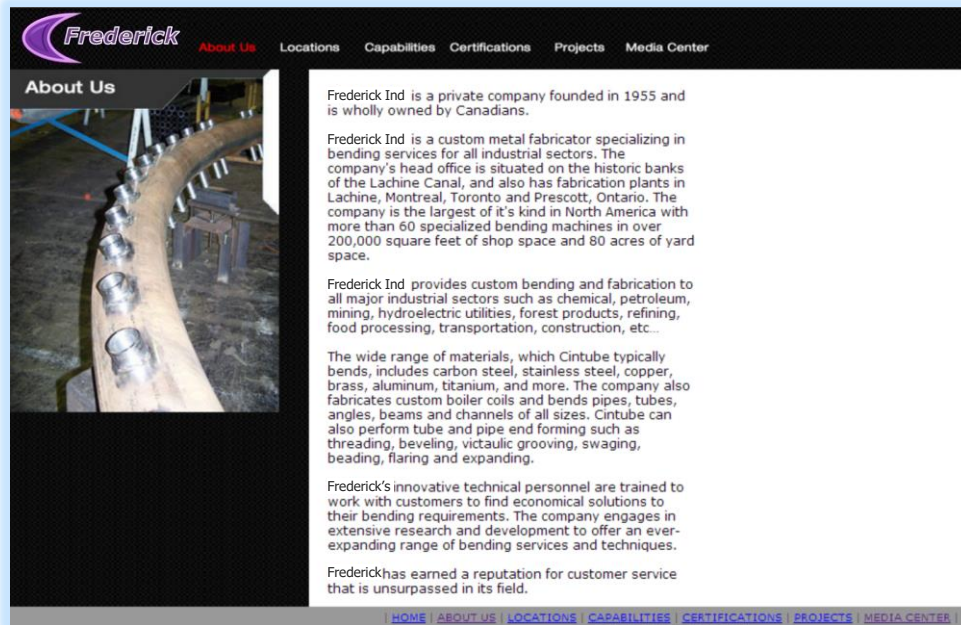 Frederick
About Us Locations Capabilities Certifications Projects Media Center
About Us
Frederick Ind is a private company founded in 1955 and
is wholly owned by Canadians.
Frederick Ind is a custom metal fabricator specializing in
bending services for all industrial sectors. The
company's head office is situated on the historic banks
of the Lachine Canal, and also has fabrication plants in
Lachine, Montreal, Toronto and Prescott, Ontario. The
company is the largest of it's kind in North America with
more than 60 specialized bending machines in over
200,000 square feet of shop space and 80 acres of yard
space.
Frederick Ind provides custom bending and fabrication to
all major industrial sectors such as chemical, petroleum,
mining, hydroelectric utilities, forest products, refining,
food processing, transportation, construction, etc...
The wide range of materials, which Cintube typically
bends, includes carbon steel, stainless steel, copper,
brass, aluminum, titanium, and more. The company also
fabricates custom boiler coils and bends pipes, tubes,
angles, beams and channels of all sizes. Cintube can
also perform tube and pipe end forming such as
threading, beveling, victaulic grooving, swaging,
beading, flaring and expanding.
Frederick's innovative technical personnel are trained to
work with customers to find economical solutions to
their bending requirements. The company engages in
extensive research and development to offer an ever-
expanding range of bending services and techniques.
Frederick has earned a reputation for customer service
that is unsurpassed in its field.
| HOME | ABOUT US | LOCATIONS | CAPABILITIES | CERTIFICATIONS | PROJECTS | MEDIA CENTER |